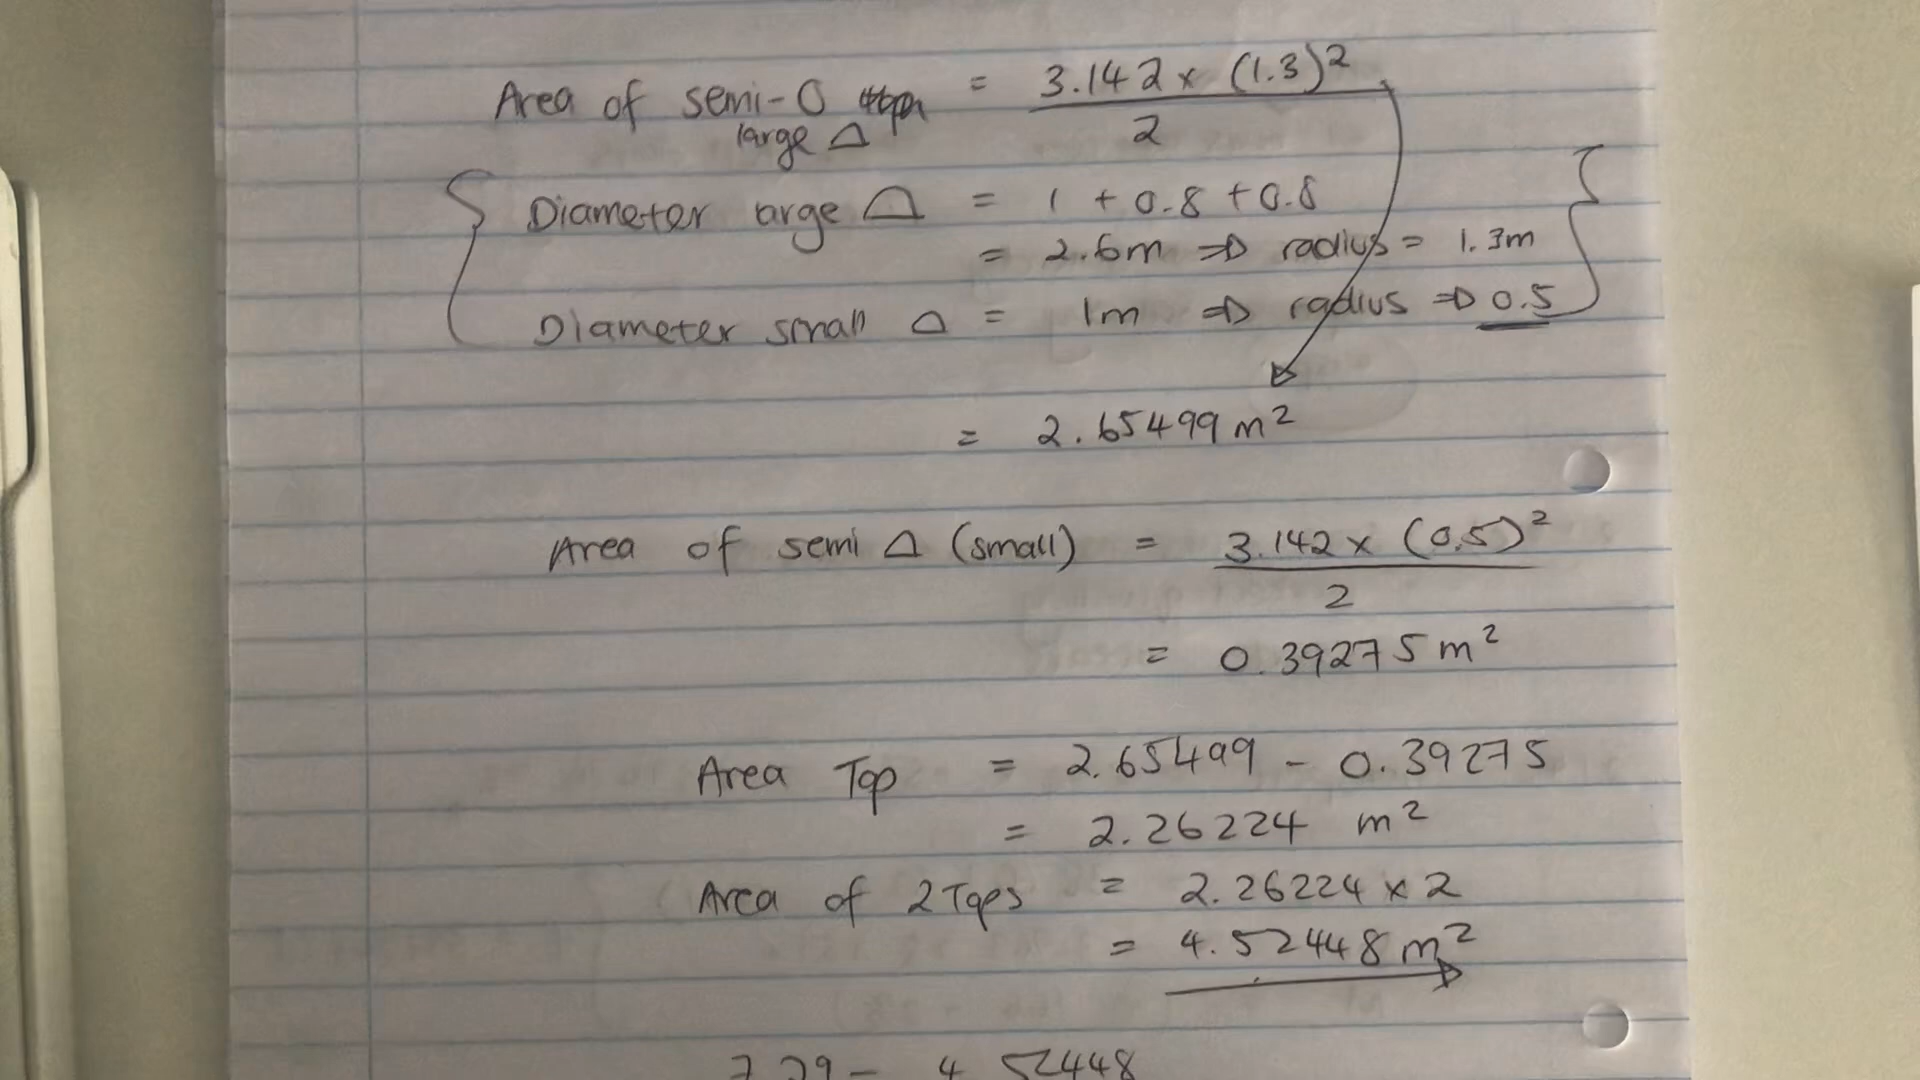 Area of semi-O = 3.142 x (1.3)²
large △ 2
Diameter arge △ = 1 + 0.8 + 0.8
= 2.6m ⇒ radius = 1.3m
Diameter small △ = 1m ⇒ radius ⇒ 0.5
= 2.65499 m²
Area of semi △ (small) = 3.142 x (0.5)²
2
= 0.39275 m²
Area Top = 2.65499 - 0.39275
= 2.26224 m²
Area of 2 Tops = 2.26224 x 2
= 4.52448 m²
4.52448